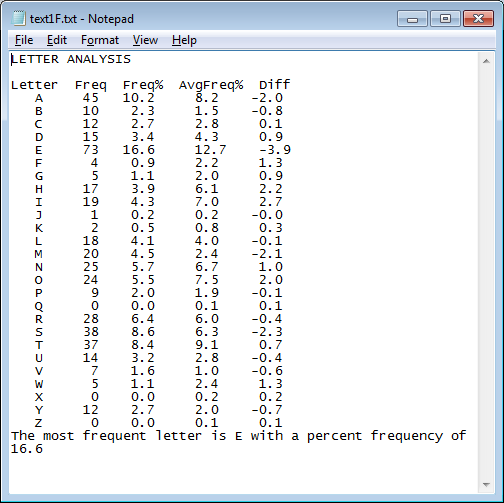 text1F.txt - Notepad
File Edit Format View Help
LETTER ANALYSIS
Letter Freq Freq% AvgFreq% Diff
A 45 10.2 8.2 -2.0
B 10 2.3 1.5 -0.8
C 12 2.7 2.8 0.1
D 15 3.4 4.3 0.9
E 73 16.6 12.7 -3.9
F 4 0.9 2.2 1.3
G 5 1.1 2.0 0.9
H 17 3.9 6.1 2.2
I 19 4.3 7.0 2.7
J 1 0.2 0.2 -0.0
K 2 0.5 0.8 0.3
L 18 4.1 4.0 -0.1
M 20 4.5 2.4 -2.1
N 25 5.7 6.7 1.0
O 24 5.5 7.5 2.0
P 9 2.0 1.9 -0.1
Q 0 0.0 0.1 0.1
R 28 6.4 6.0 -0.4
S 38 8.6 6.3 -2.3
T 37 8.4 9.1 0.7
U 14 3.2 2.8 -0.4
V 7 1.6 1.0 -0.6
W 5 1.1 2.4 1.3
X 0 0.0 0.2 0.2
Y 12 2.7 2.0 -0.7
Z 0 0.0 0.1 0.1
The most frequent letter is E with a percent frequency of
16.6